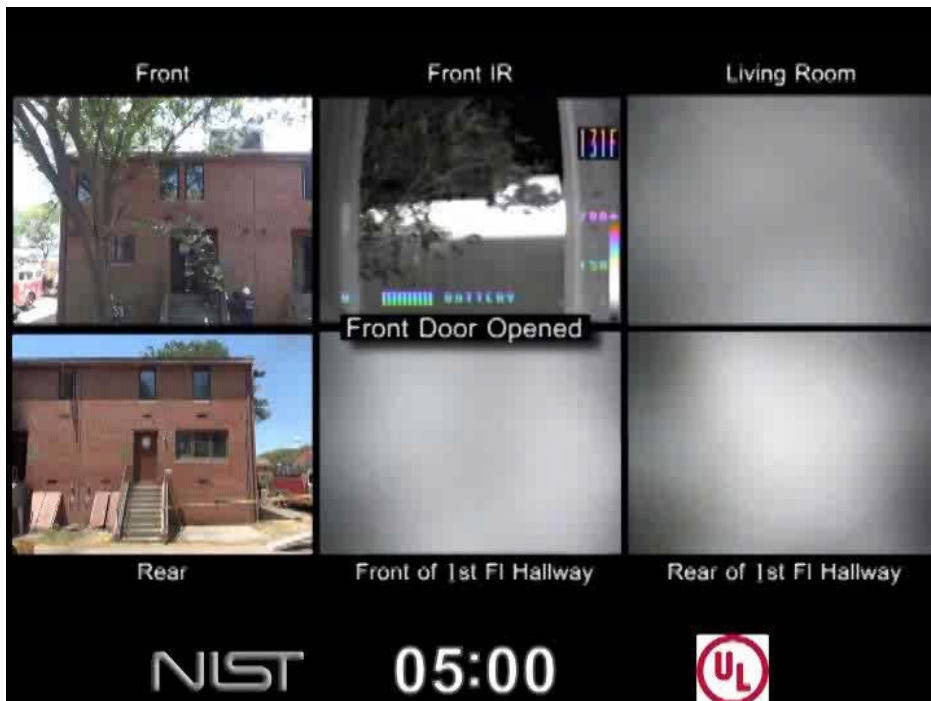 Front
Front IR
Living Room
131F
BATTERY
Front Door Opened
Rear
Front of 1st Fl Hallway
Rear of 1st Fl Hallway
NIST
05:00
UL